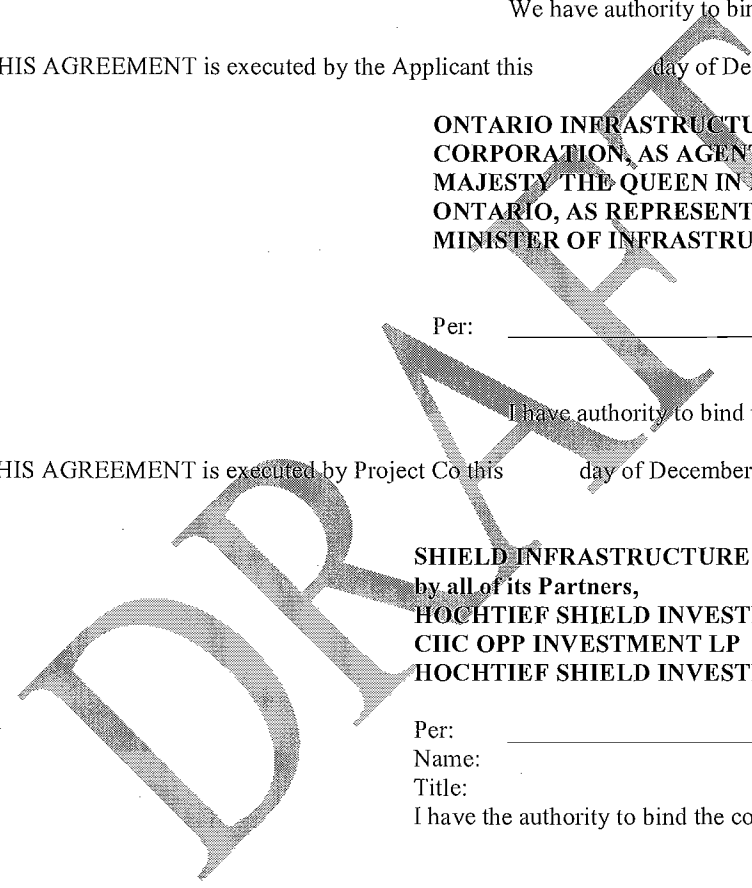 We have authority to bin
HIS AGREEMENT is executed by the Applicant this day of De
ONTARIO INFRASTRUCTU
CORPORATION, AS AGENT
MAJESTY THE QUEEN IN
ONTARIO, AS REPRESENT
MINISTER OF INFRASTRU
Per:
I have authority to bind
HIS AGREEMENT is executed by Project Co this day of December
SHIELD INFRASTRUCTURE
by all of its Partners,
HOCHTIEF SHIELD INVEST
CIIC OPP INVESTMENT LP
HOCHTIEF SHIELD INVEST
Per:
Name:
Title:
I have the authority to bind the co
DRAFT